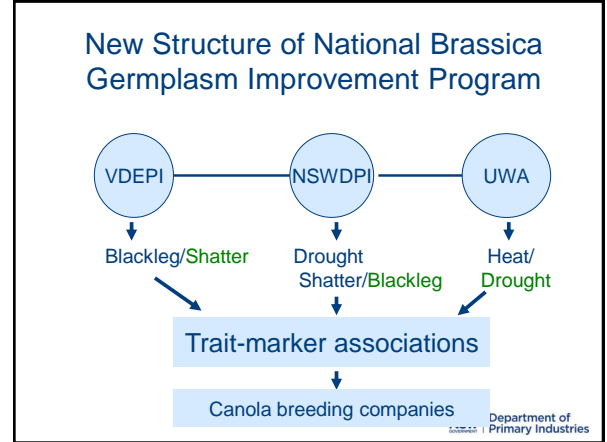 New Structure of National Brassica
Germplasm Improvement Program
VDEPI
NSWDPI
UWA
Blackleg/Shatter
Drought
Shatter/Blackleg
Heat/
Drought
Trait-marker associations
Canola breeding companies
Department of
Primary Industries